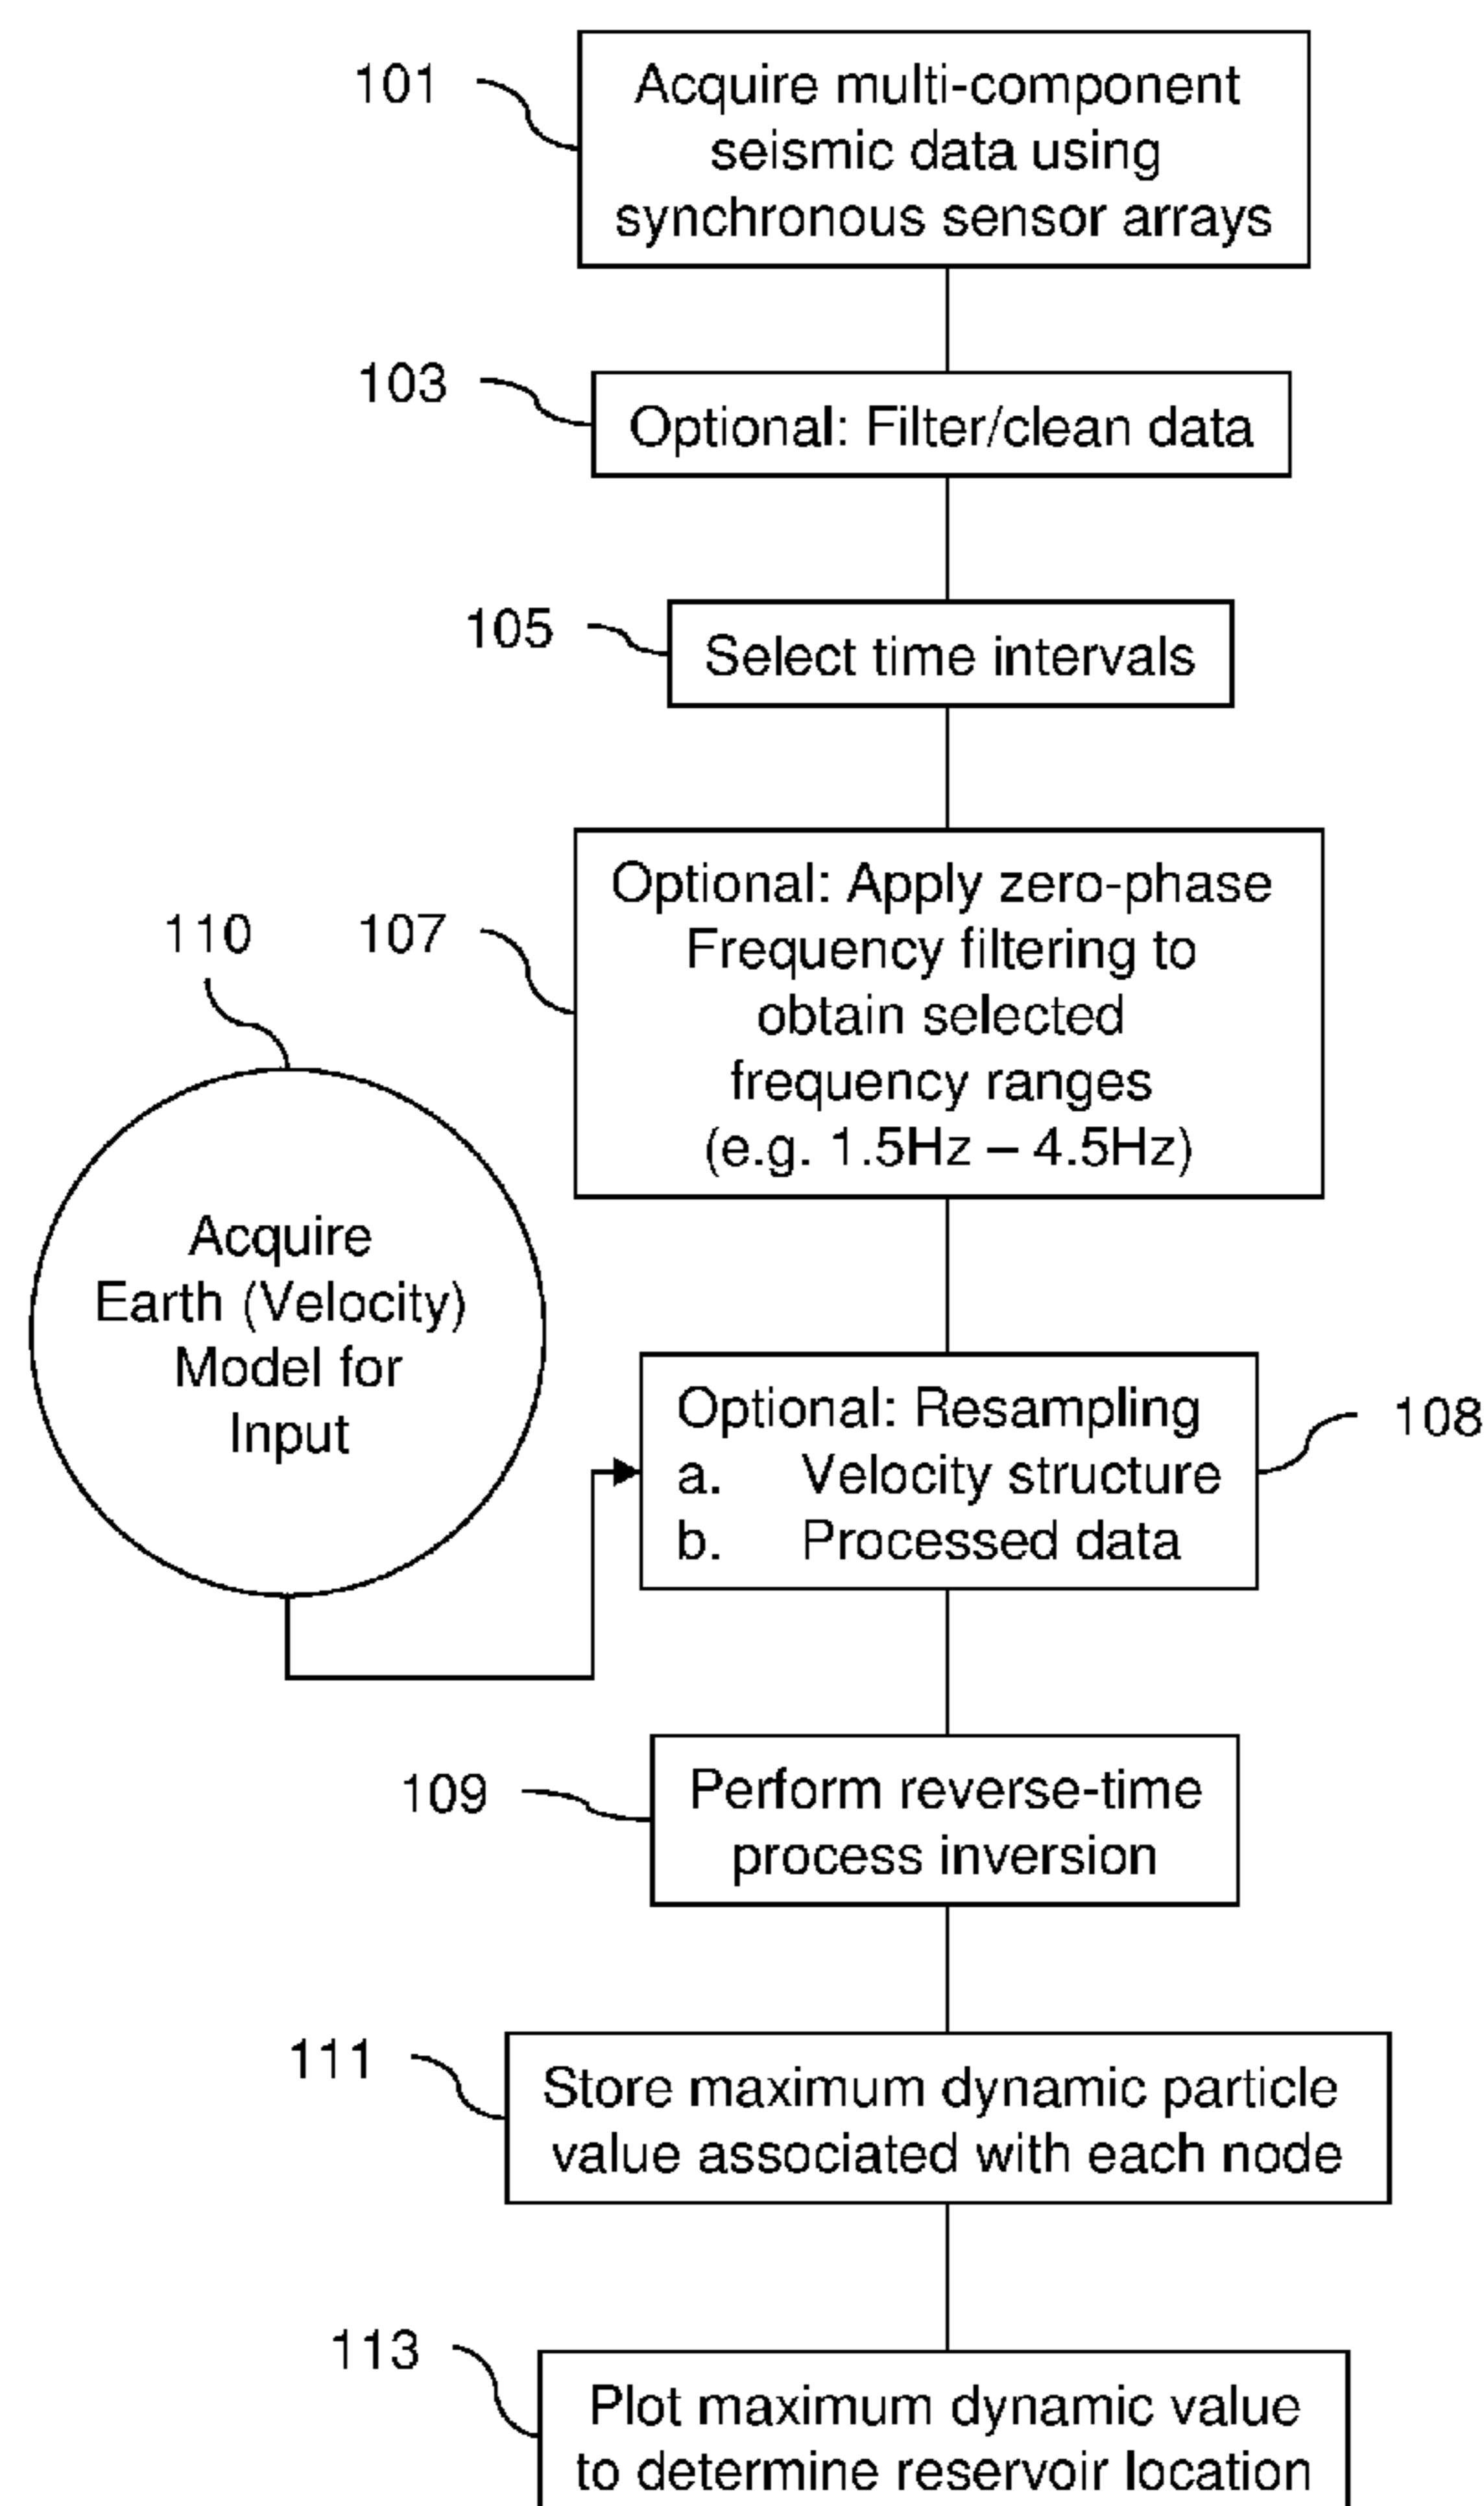 101
Acquire multi-component
seismic data using
synchronous sensor arrays
103
Optional: Filter/clean data
105
Select time intervals
107
Optional: Apply zero-phase
Frequency filtering to
obtain selected
frequency ranges
(e.g. 1.5Hz – 4.5Hz)
110
Acquire
Earth (Velocity)
Model for
Input
108
Optional: Resampling
a. Velocity structure
b. Processed data
109
Perform reverse-time
process inversion
111
Store maximum dynamic particle
value associated with each node
113
Plot maximum dynamic value
to determine reservoir location